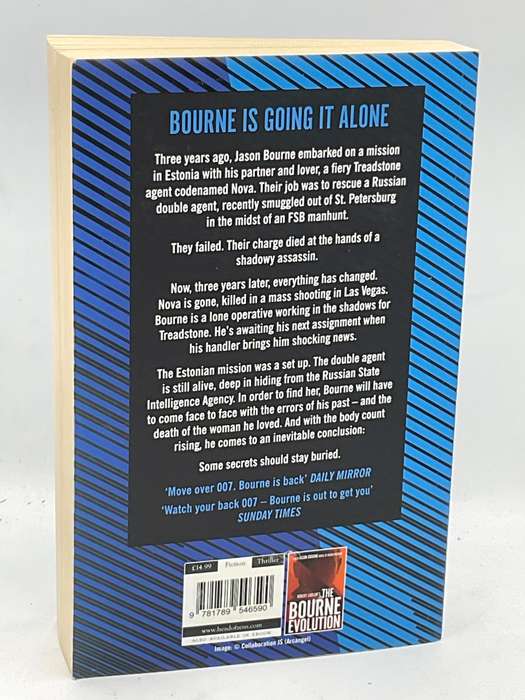 BOURNE IS GOING IT ALONE
Three years ago, Jason Bourne embarked on a mission
in Estonia with his partner and lover, a fiery Treadstone
agent codenamed Nova. Their job was to rescue a Russian
double agent, recently smuggled out of St. Petersburg
in the midst of an FSB manhunt.
They failed. Their charge died at the hands of a
shadowy assassin.
Now, three years later, everything has changed.
Nova is gone, killed in a mass shooting in Las Vegas.
Bourne is a lone operative working in the shadows for
Treadstone. He's awaiting his next assignment when
his handler brings him shocking news.
The Estonian mission was a set up. The double agent
is still alive, deep in hiding from the Russian State
Intelligence Agency. In order to find her, Bourne will have
to come face to face with the errors of his past – and the
death of the woman he loved. And with the body count
rising, he comes to an inevitable conclusion:
Some secrets should stay buried.
'Move over 007. Bourne is back' DAILY MIRROR
'Watch your back 007 – Bourne is out to get you'
SUNDAY TIMES
£14.99 Fiction Thriller
9 781789 546590
www.headofzeus.com
ALSO AVAILABLE IN EBOOK
ROBERT LUDLUM'S
THE
BOURNE
EVOLUTION
Image: © Collaboration JS (Arcangel)